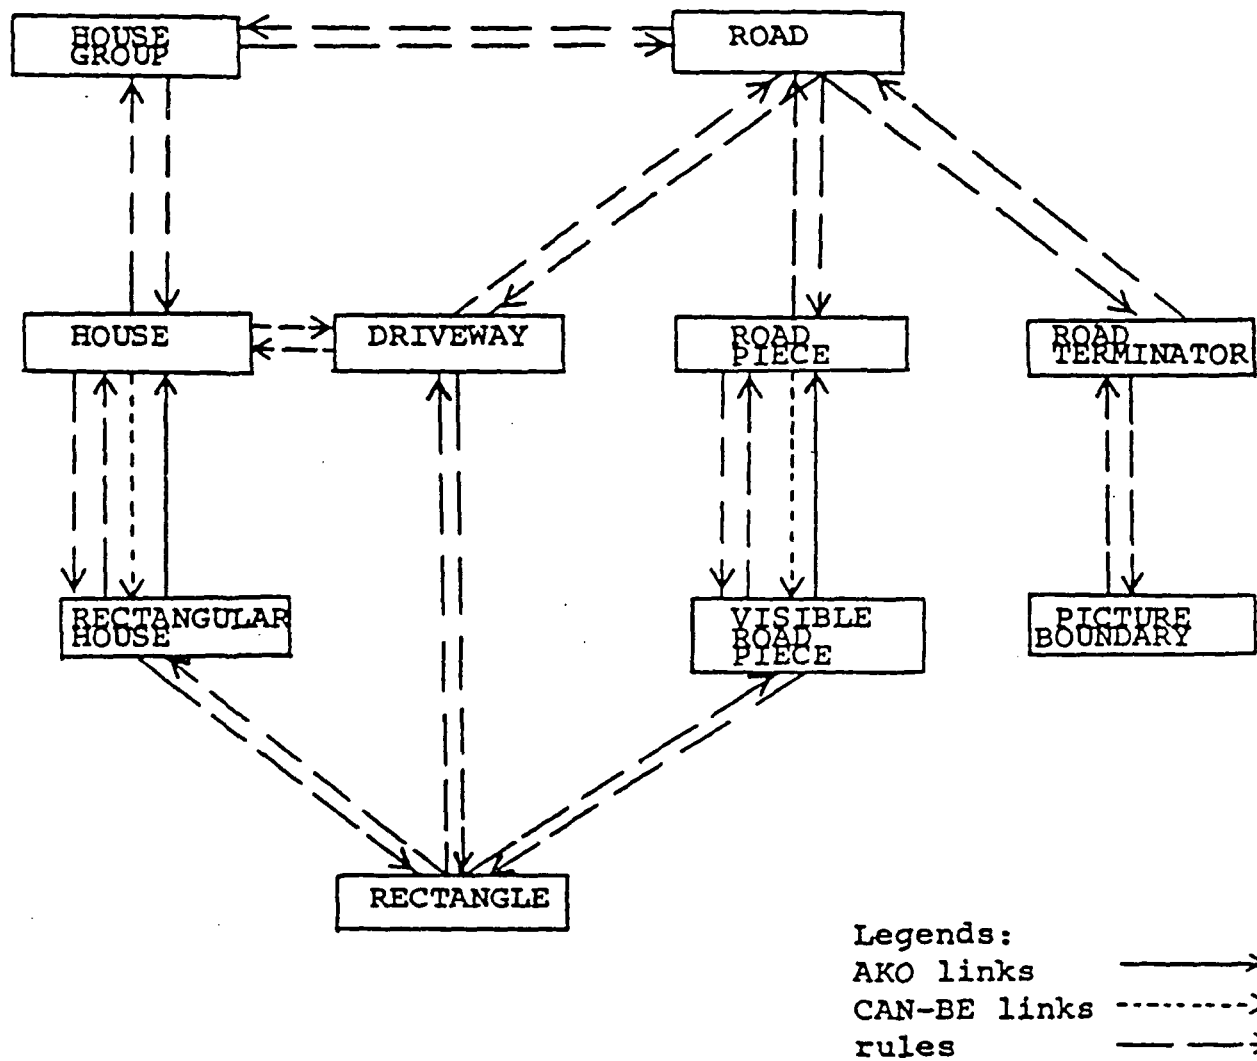 HOUSE
GROUP
ROAD
HOUSE
DRIVEWAY
ROAD
PIECE
ROAD
TERMINATOR
RECTANGULAR
HOUSE
VISIBLE
ROAD
PIECE
PICTURE
BOUNDARY
RECTANGLE
Legends:
AKO links
CAN-BE links
rules